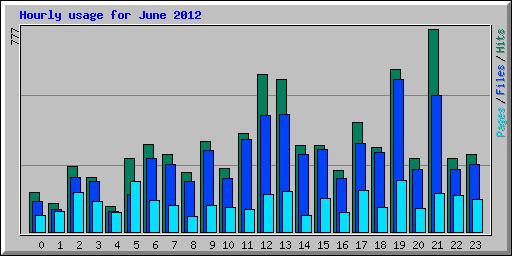 Hourly usage for June 2012
777
Pages / Files / Hits
0 1 2 3 4 5 6 7 8 9 10 11 12 13 14 15 16 17 18 19 20 21 22 23